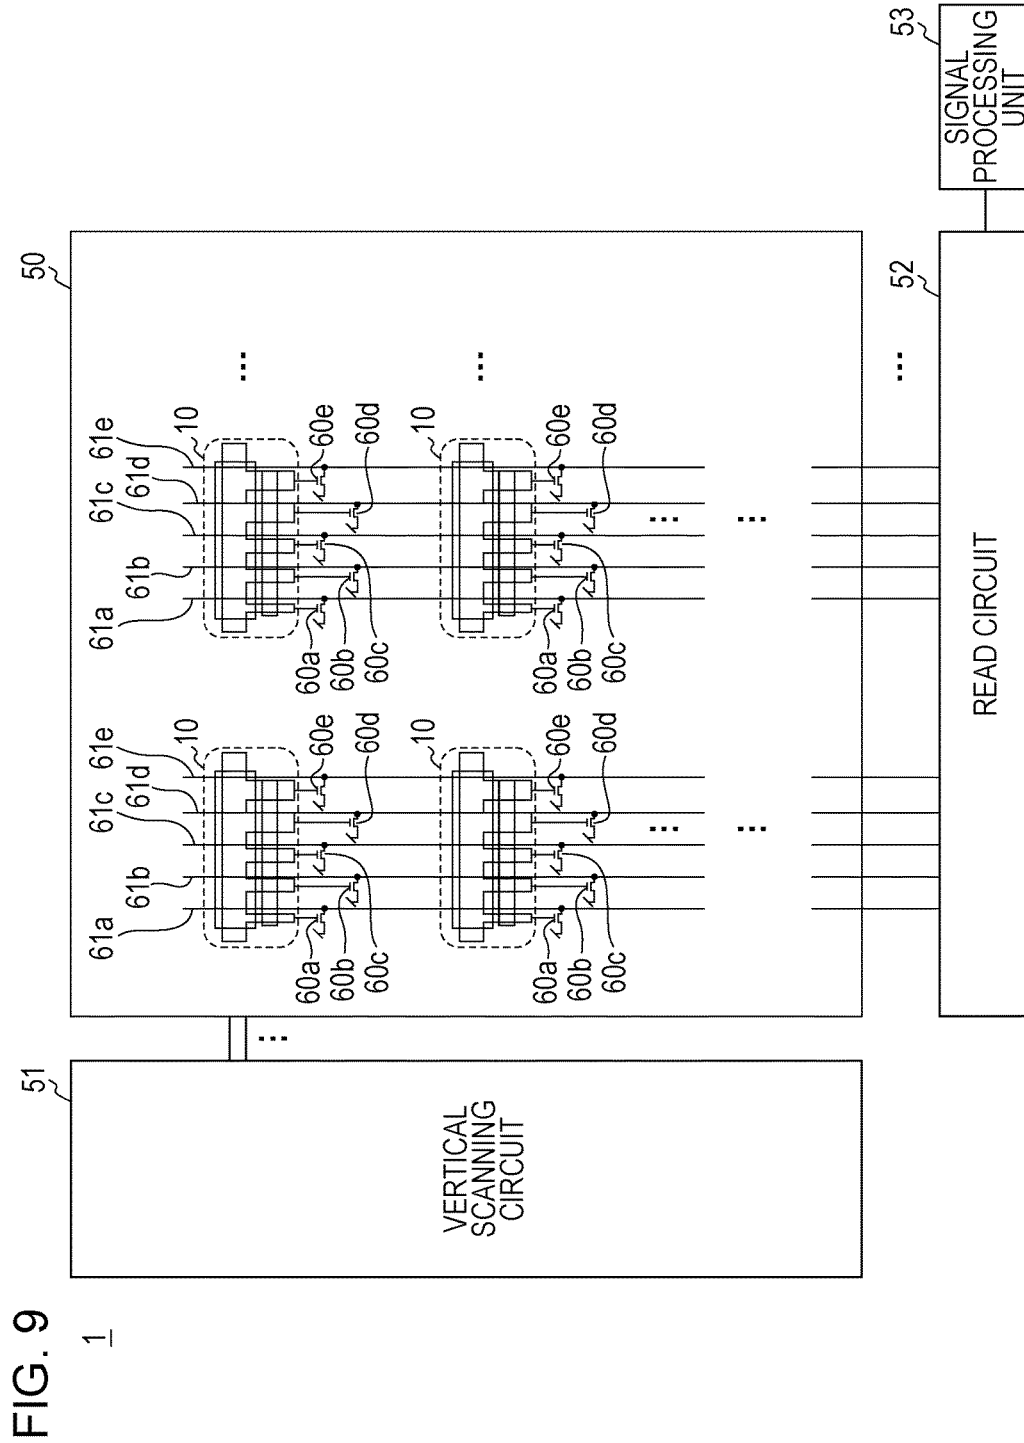 FIG. 9
1
51
VERTICAL
SCANNING
CIRCUIT
...
50
61a
61b
61c
61d
61e
10
60a
60b
60c
60d
60e
10
60a
60b
60c
60d
60e
61a
61b
61c
61d
61e
10
60a
60b
60c
60d
60e
10
60a
60b
60c
60d
60e
...
...
...
...
...
...
...
52
READ CIRCUIT
53
SIGNAL
PROCESSING
UNIT